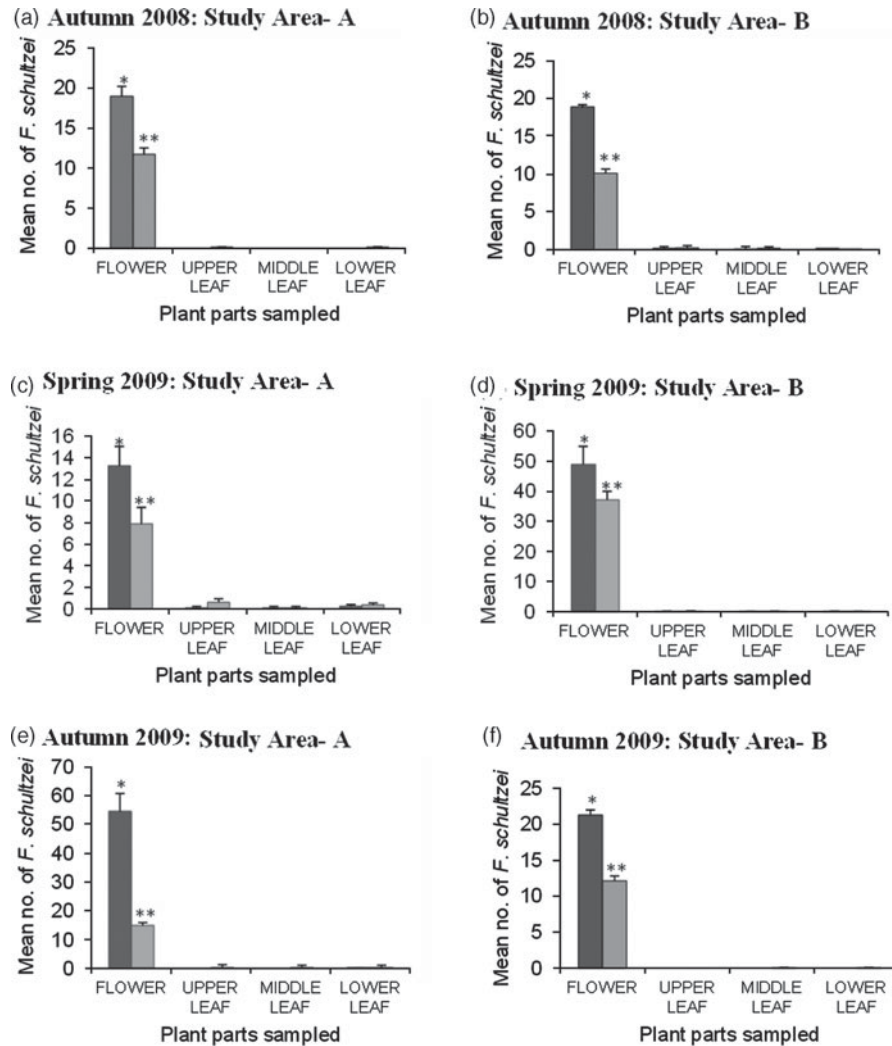 (a) Autumn 2008: Study Area- A
Mean no. of F. schultzei
25
20
15
10
5
0
*
**
FLOWER UPPER LEAF MIDDLE LEAF LOWER LEAF
Plant parts sampled
(b) Autumn 2008: Study Area- B
Mean no. of F. schultzei
25
20
15
10
5
0
*
**
FLOWER UPPER LEAF MIDDLE LEAF LOWER LEAF
Plant parts sampled
(c) Spring 2009: Study Area- A
Mean no. of F. schultzei
16
14
12
10
8
6
4
2
0
*
**
FLOWER UPPER LEAF MIDDLE LEAF LOWER LEAF
Plant parts sampled
(d) Spring 2009: Study Area- B
Mean no. of F. schultzei
60
50
40
30
20
10
0
*
**
FLOWER UPPER LEAF MIDDLE LEAF LOWER LEAF
Plant parts sampled
(e) Autumn 2009: Study Area- A
Mean no. of F. schultzei
70
60
50
40
30
20
10
0
*
**
FLOWER UPPER LEAF MIDDLE LEAF LOWER LEAF
Plant parts sampled
(f) Autumn 2009: Study Area- B
Mean no. of F. schultzei
25
20
15
10
5
0
*
**
FLOWER UPPER LEAF MIDDLE LEAF LOWER LEAF
Plant parts sampled